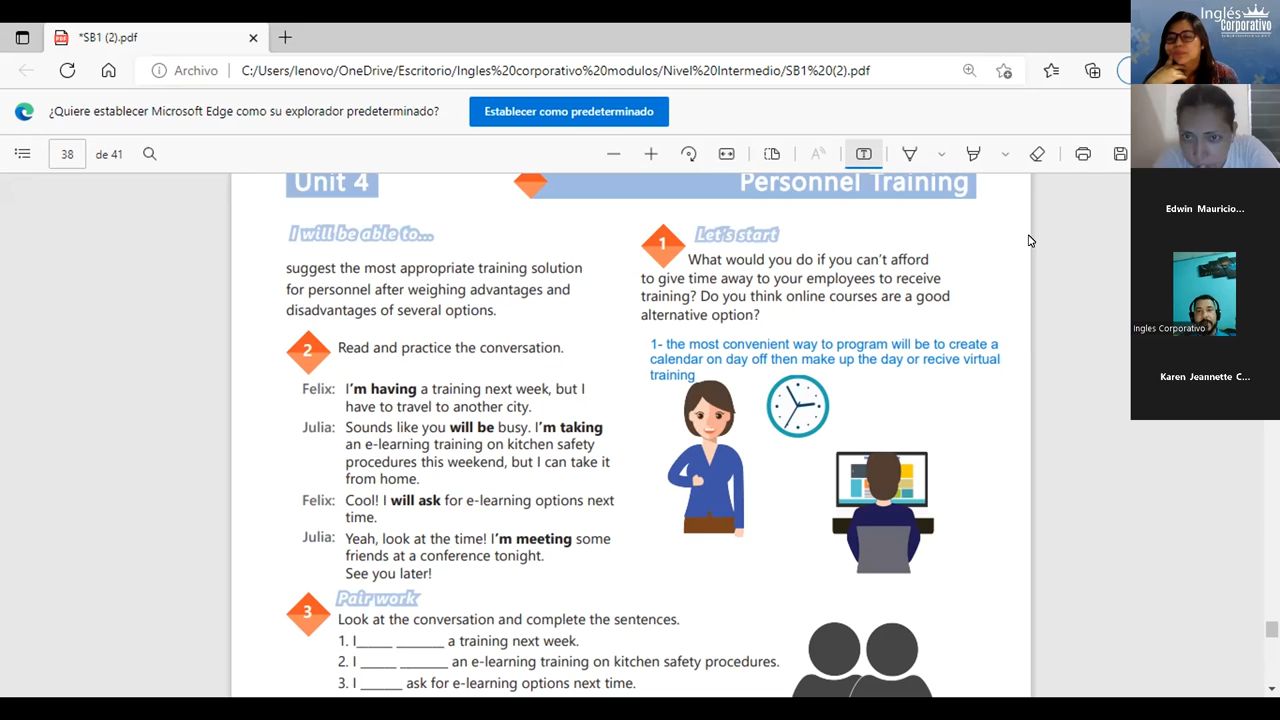 *SB1 (2).pdf
Archivo
C:/Users/lenovo/OneDrive/Escritorio/Ingles%20corporativo%20modulos/Nivel%20Intermedio/SB1%20(2).pdf
¿Quiere establecer Microsoft Edge como su explorador predeterminado?
Establecer como predeterminado
38
de 41
Unit 4
Personnel Training
I will be able to...
suggest the most appropriate training solution
for personnel after weighing advantages and
disadvantages of several options.
2
Read and practice the conversation.
Felix: I'm having a training next week, but I
have to travel to another city.
Julia: Sounds like you will be busy. I'm taking
an e-learning training on kitchen safety
procedures this weekend, but I can take it
from home.
Felix: Cool! I will ask for e-learning options next
time.
Julia: Yeah, look at the time! I'm meeting some
friends at a conference tonight.
See you later!
3
Pair work
Look at the conversation and complete the sentences.
1. I______ ________ a training next week.
2. I ______ ________ an e-learning training on kitchen safety procedures.
3. I ______ ask for e-learning options next time.
1
Let's start
What would you do if you can't afford
to give time away to your employees to receive
training? Do you think online courses are a good
alternative option?
1- the most convenient way to program will be to create a
calendar on day off then make up the day or recive virtual
training
Inglés
Corporativo
Edwin Mauricio...
Ingles Corporativo
Karen Jeannette C...